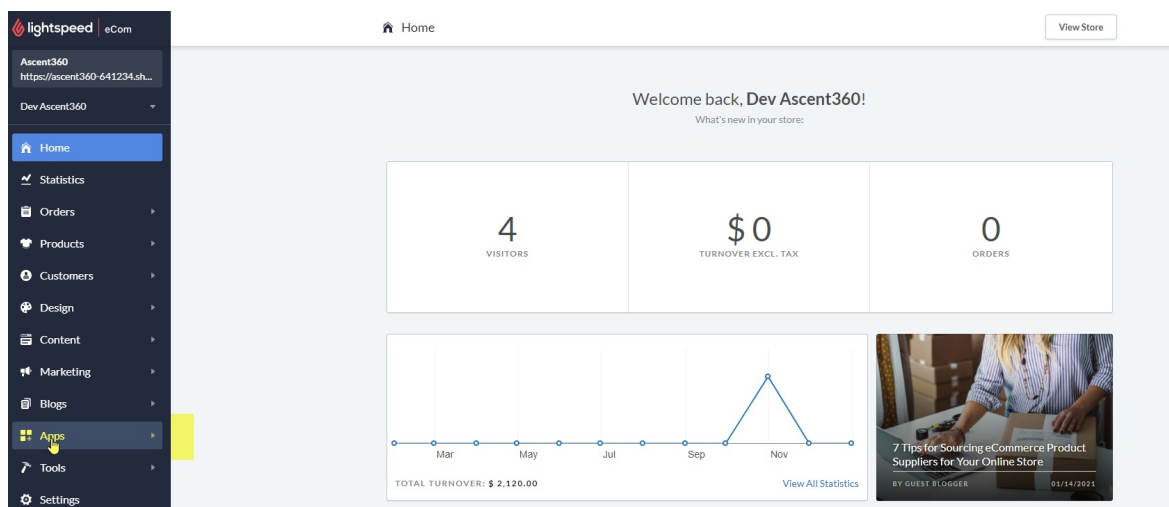 lightspeed eCom
Ascent360
https://ascent360-641234.sh...
Dev Ascent360
Home
Statistics
Orders
Products
Customers
Design
Content
Marketing
Blogs
Apps
Tools
Settings
Home
View Store
Welcome back, Dev Ascent360!
What's new in your store:
4
VISITORS
$ 0
TURNOVER EXCL. TAX
0
ORDERS
Mar May Jul Sep Nov
TOTAL TURNOVER: $ 2,120.00
View All Statistics
7 Tips for Sourcing eCommerce Product
Suppliers for Your Online Store
BY GUEST BLOGGER
01/14/2021